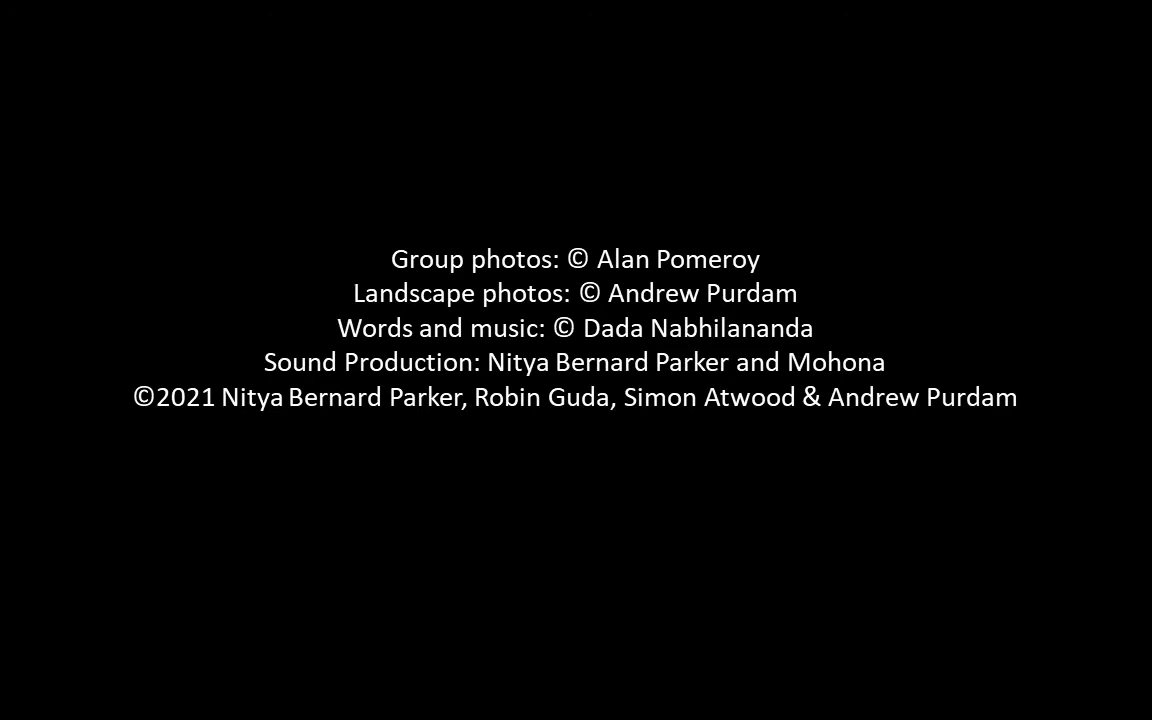 Group photos: © Alan Pomeroy
Landscape photos: © Andrew Purdam
Words and music: © Dada Nabhilananda
Sound Production: Nitya Bernard Parker and Mohona
©2021 Nitya Bernard Parker, Robin Guda, Simon Atwood & Andrew Purdam